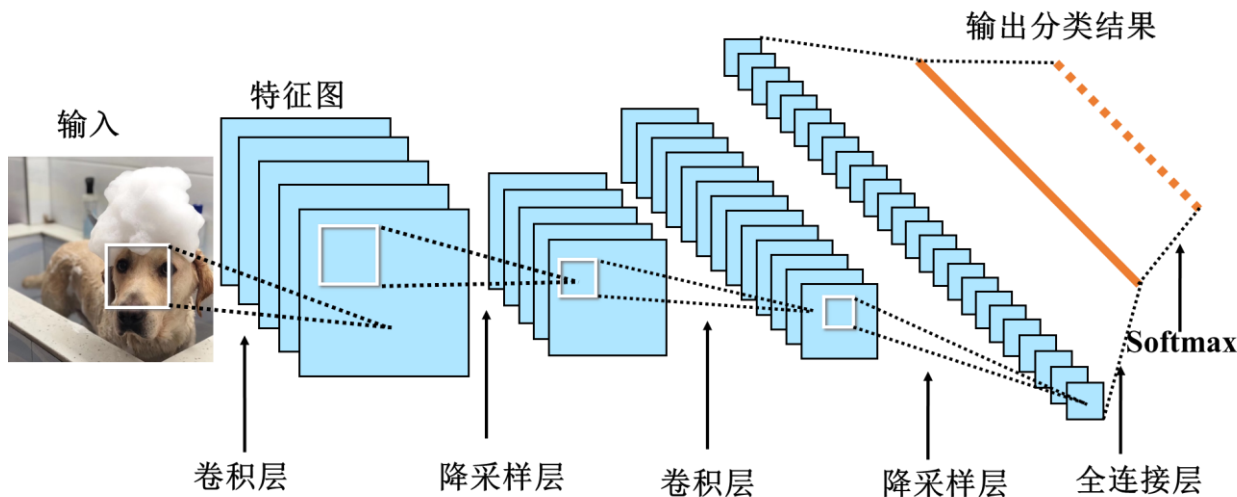 输出分类结果
特征图
输入
Softmax
卷积层
降采样层
卷积层
降采样层
全连接层